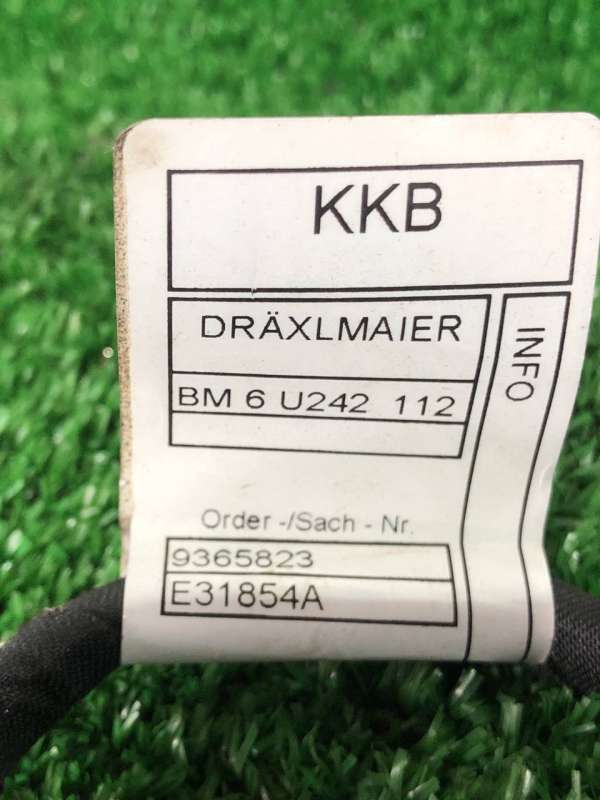 KKB
DRÄXLMAIER
INFO
BM 6 U242 112
Order -/Sach - Nr.
9365823
E31854A